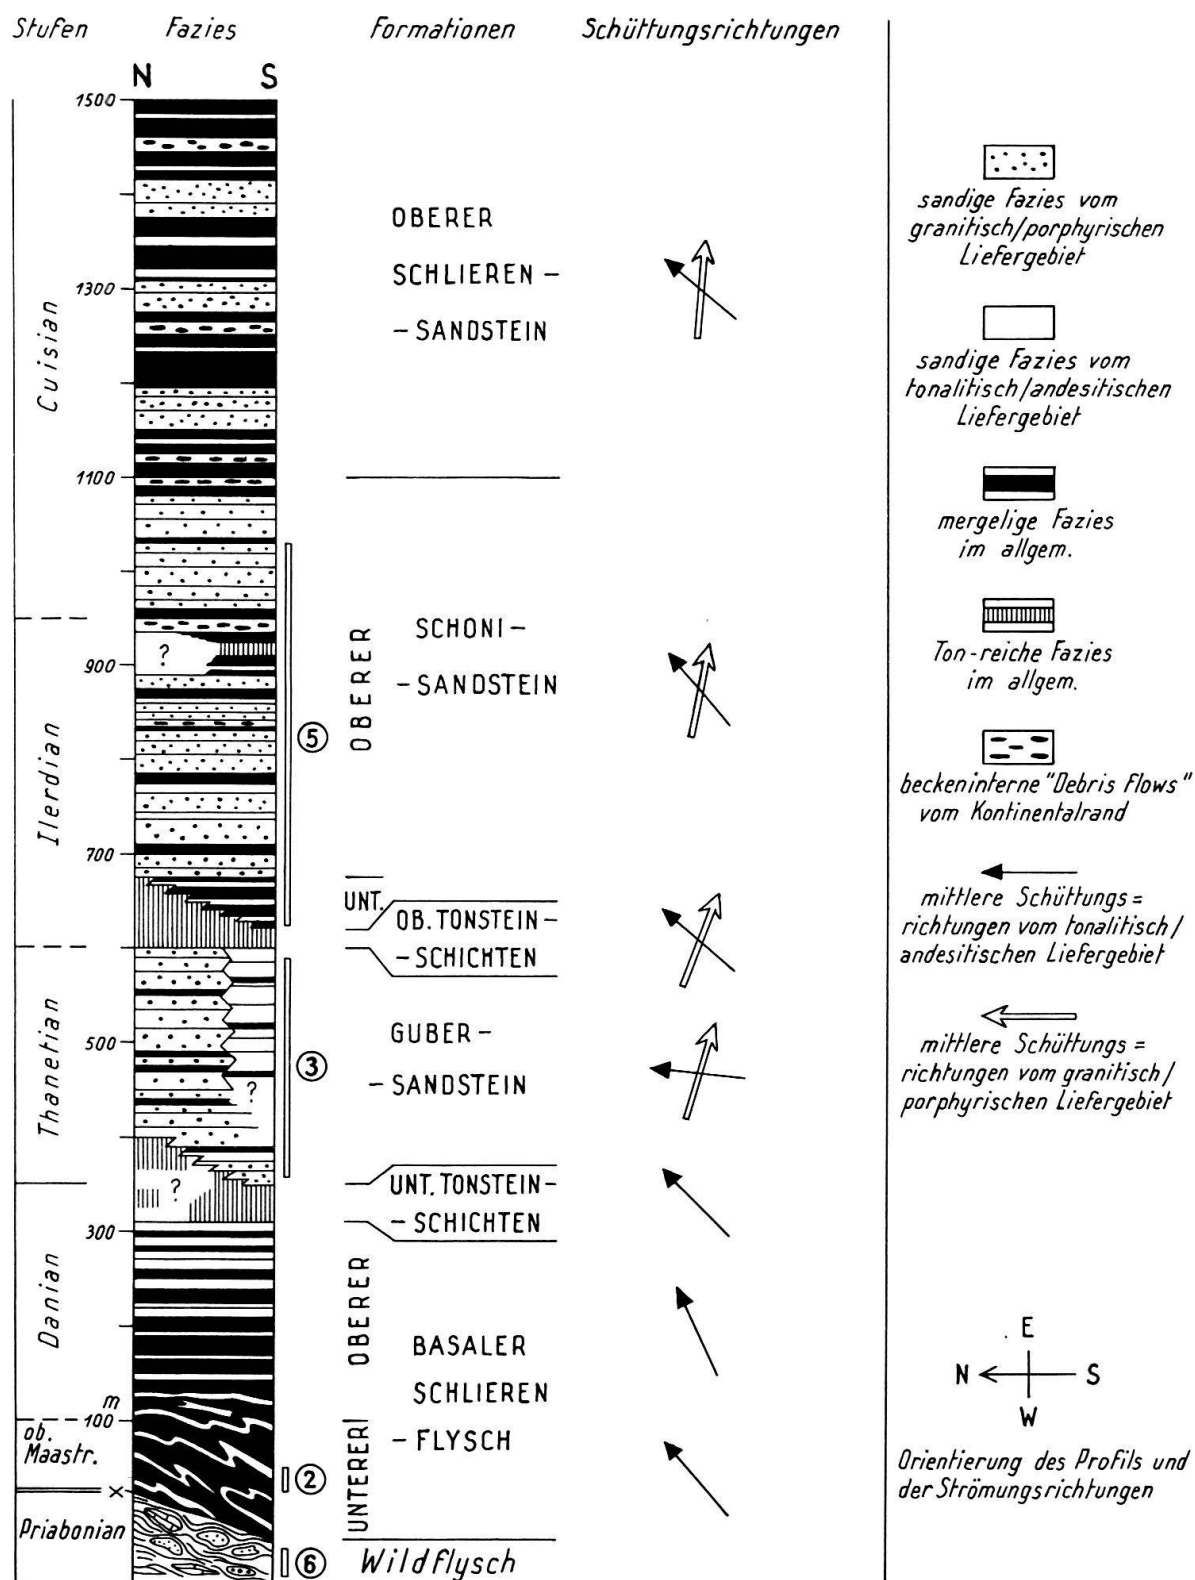 Stufen Fazies Formationen Schüttungsrichtungen
N S
1500
1300
1100
900
700
500
300
m
100
Cuisian
Ilerdian
Thanetian
Danian
ob.
Maastr.
x
Priabonian
?
?
?
5
3
2
6
OBERER
SCHLIEREN –
– SANDSTEIN
OBERER
SCHONI –
– SANDSTEIN
UNT.
OB. TONSTEIN –
– SCHICHTEN
GUBER –
– SANDSTEIN
UNT. TONSTEIN –
– SCHICHTEN
OBERER
BASALER
SCHLIEREN
– FLYSCH
UNTERER
Wildflysch
sandige Fazies vom
granitisch/porphyrischen
Liefergebiet
sandige Fazies vom
tonalitisch/andesitischen
Liefergebiet
mergelige Fazies
im allgem.
Ton-reiche Fazies
im allgem.
beckeninterne "Debris flows"
vom Kontinentalrand
mittlere Schüttungs=
richtungen vom tonalitisch/
andesitischen Liefergebiet
mittlere Schüttungs=
richtungen vom granitisch/
porphyrischen Liefergebiet
E
N S
W
Orientierung des Profils und
der Strömungsrichtungen